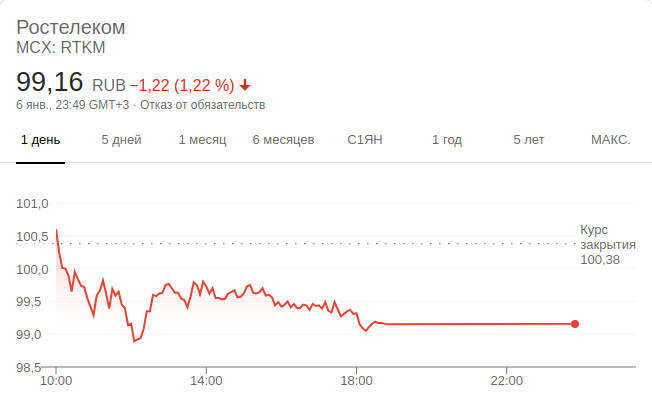 Ростелеком
MCX: RTKM
99,16 RUB −1,22 (1,22 %)
6 янв., 23:49 GMT+3 · Отказ от обязательств
1 день 5 дней 1 месяц 6 месяцев С1ЯН 1 год 5 лет МАКС.
101,0
100,5
100,0
99,5
99,0
98,5
Курс
закрытия
100,38
10:00 14:00 18:00 22:00